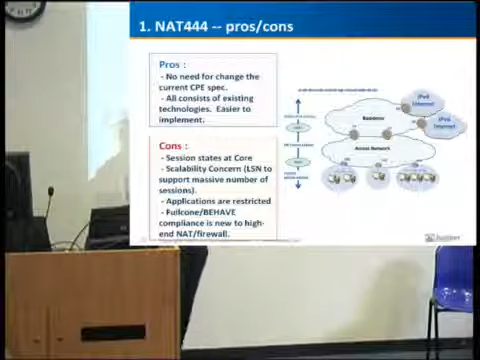 1. NAT444 -- pros/cons
Pros :
- No need for change the
current CPE spec.
- All consists of existing
technologies. Easier to
implement.
Cons :
- Session states at Core
- Scalability Concern (LSN to
support massive number of
sessions).
- Applications are restricted
- Fullcone/BEHAVE
compliance is new to high-
end NAT/firewall.
IPv4
Internet
IPv6
Internet
Backbone
Access Network
Juniper